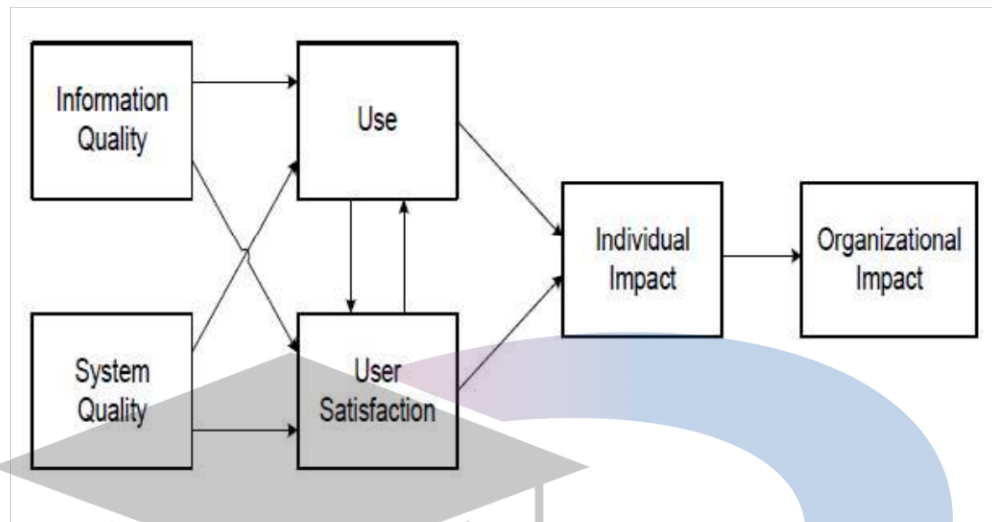 Information
Quality
Use
Individual
Impact
Organizational
Impact
System
Quality
User
Satisfaction